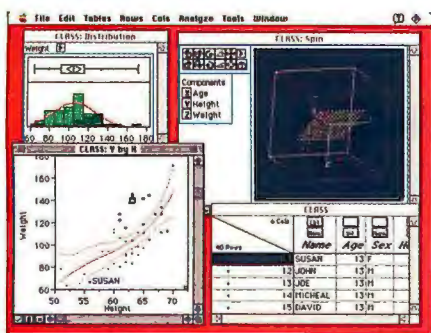 File Edit Tables Rows Cols Analyze Tools Window
CLASS: Distribution
Weight
60 80 100 120 140 160 180
CLASS: Spin
Components
X Age
Y Height
Z Weight
CLASS: Y by X
180
160
140
120
100
80
60
Weight
SUSAN
50 55 60 65 70
Height
CLASS
6 Cols
40 Rows
Name Age Sex
SUSAN 13 F
12 JOHN 13 M
13 JOE 13 M
14 MICHEAL 13 M
15 DAVID 13 M